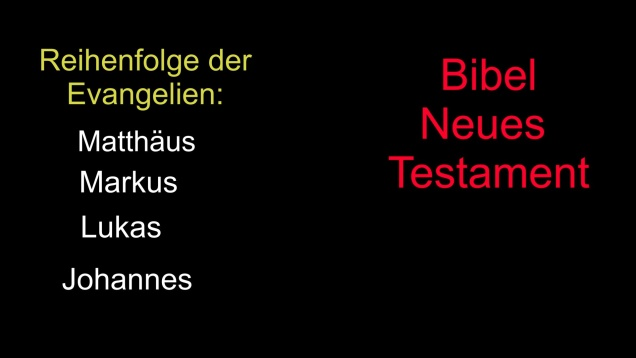 Reihenfolge der
Evangelien:
Matthäus
Markus
Lukas
Johannes
Bibel
Neues
Testament